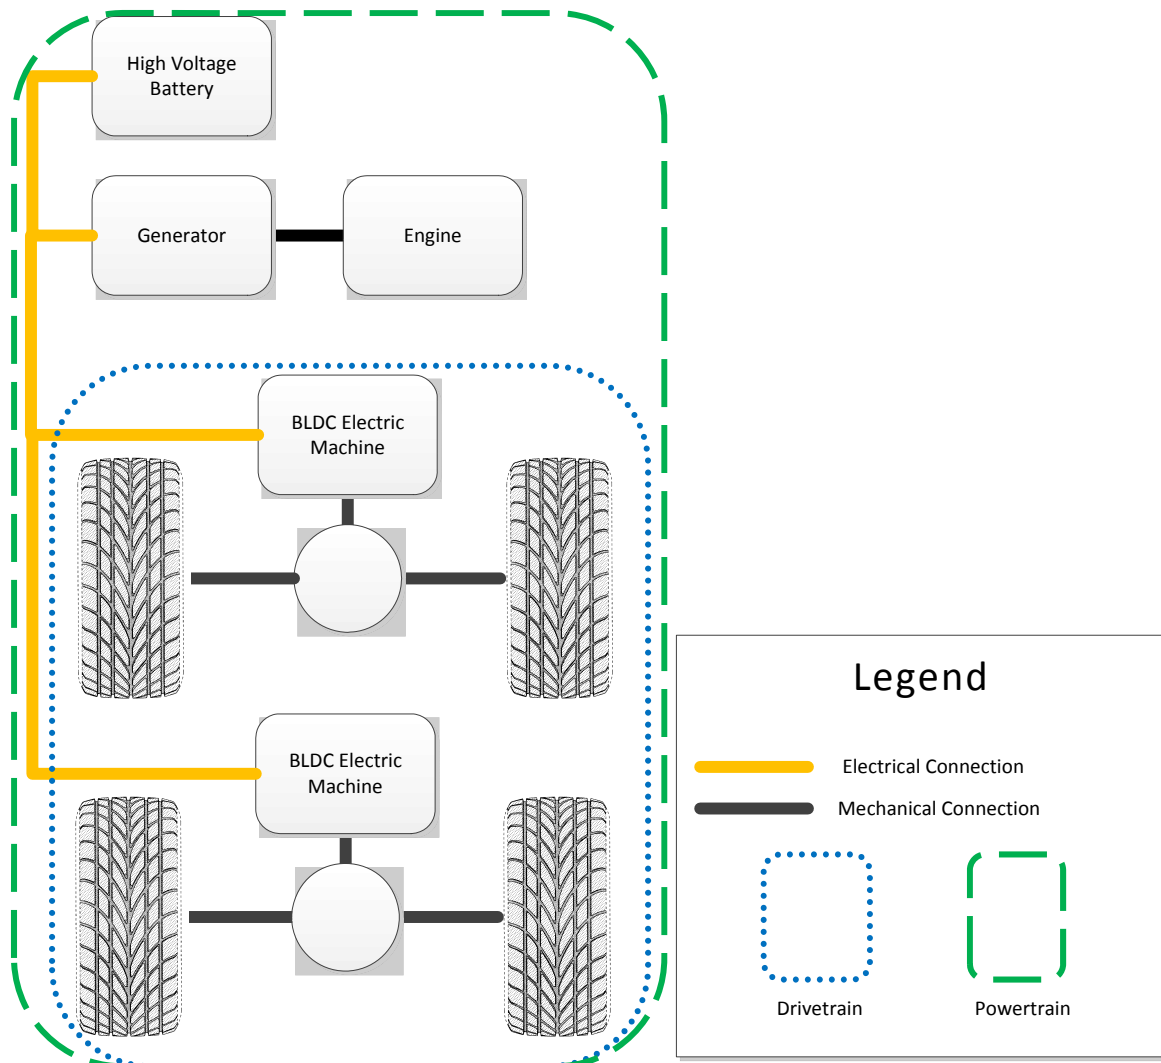 High Voltage
Battery
Generator
Engine
BLDC Electric
Machine
BLDC Electric
Machine
Legend
Electrical Connection
Mechanical Connection
Drivetrain
Powertrain